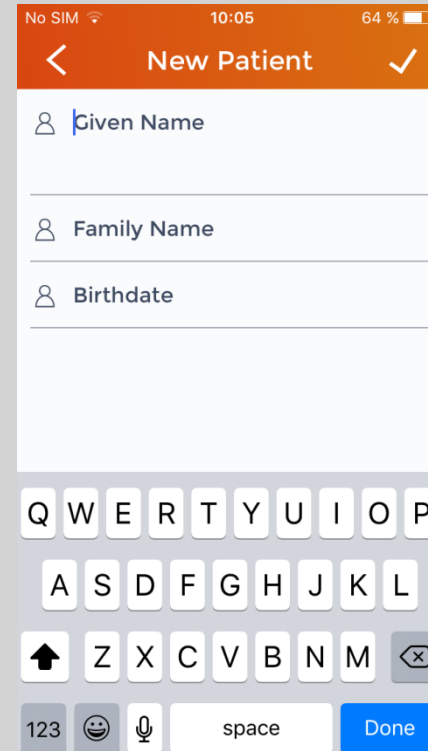 No SIM 10:05 64 %
New Patient
Given Name
Family Name
Birthdate
Q W E R T Y U I O P
A S D F G H J K L
Z X C V B N M
123 space Done